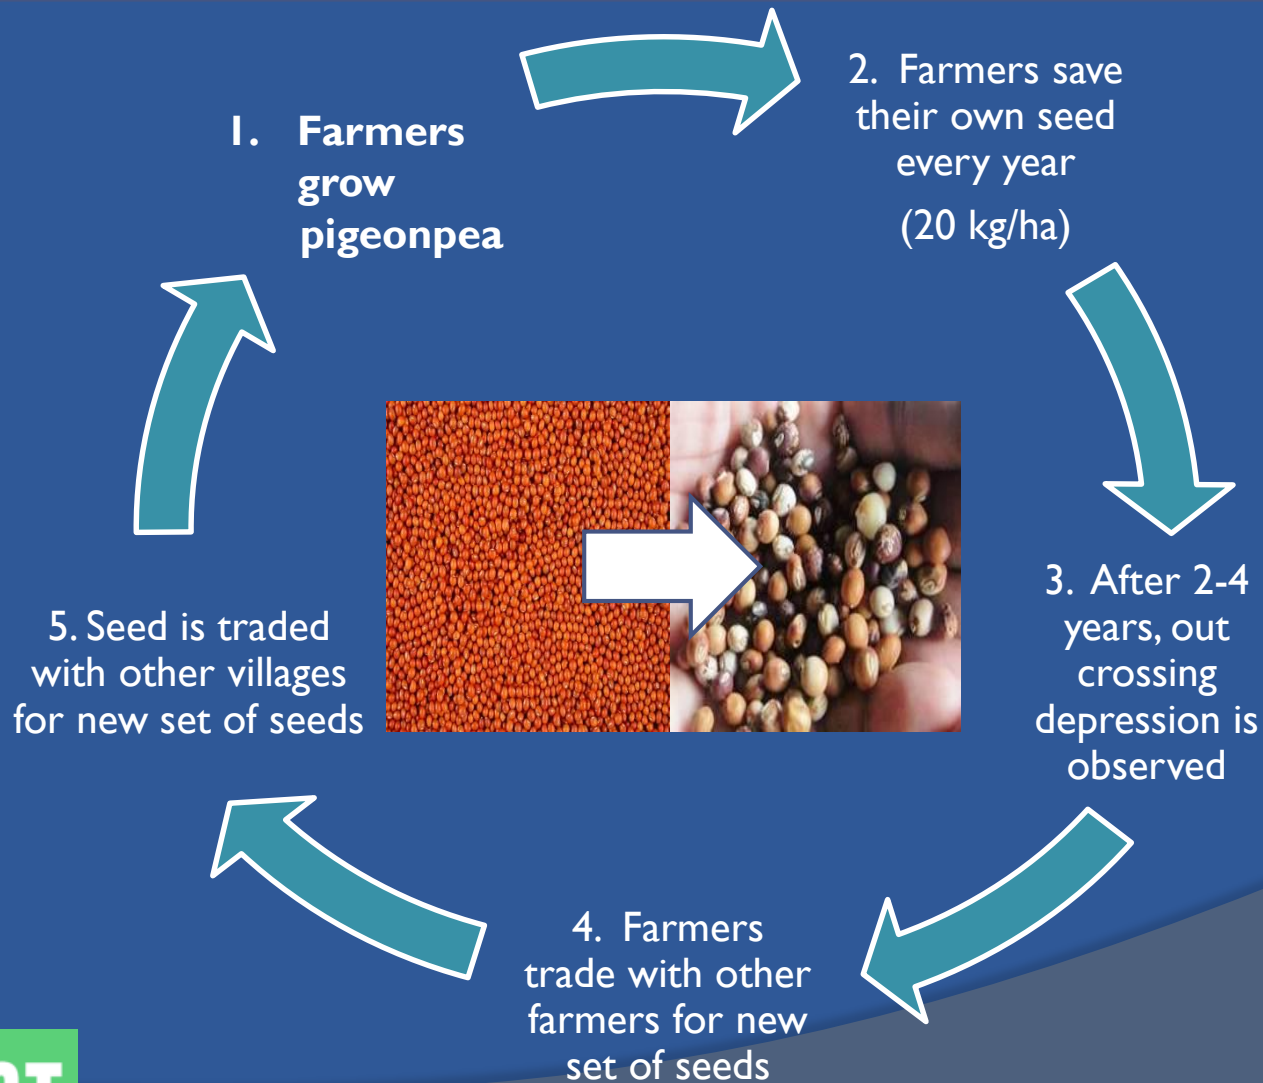 1. Farmers
grow
pigeonpea
2. Farmers save
their own seed
every year
(20 kg/ha)
3. After 2-4
years, out
crossing
depression is
observed
4. Farmers
trade with other
farmers for new
set of seeds
5. Seed is traded
with other villages
for new set of seeds